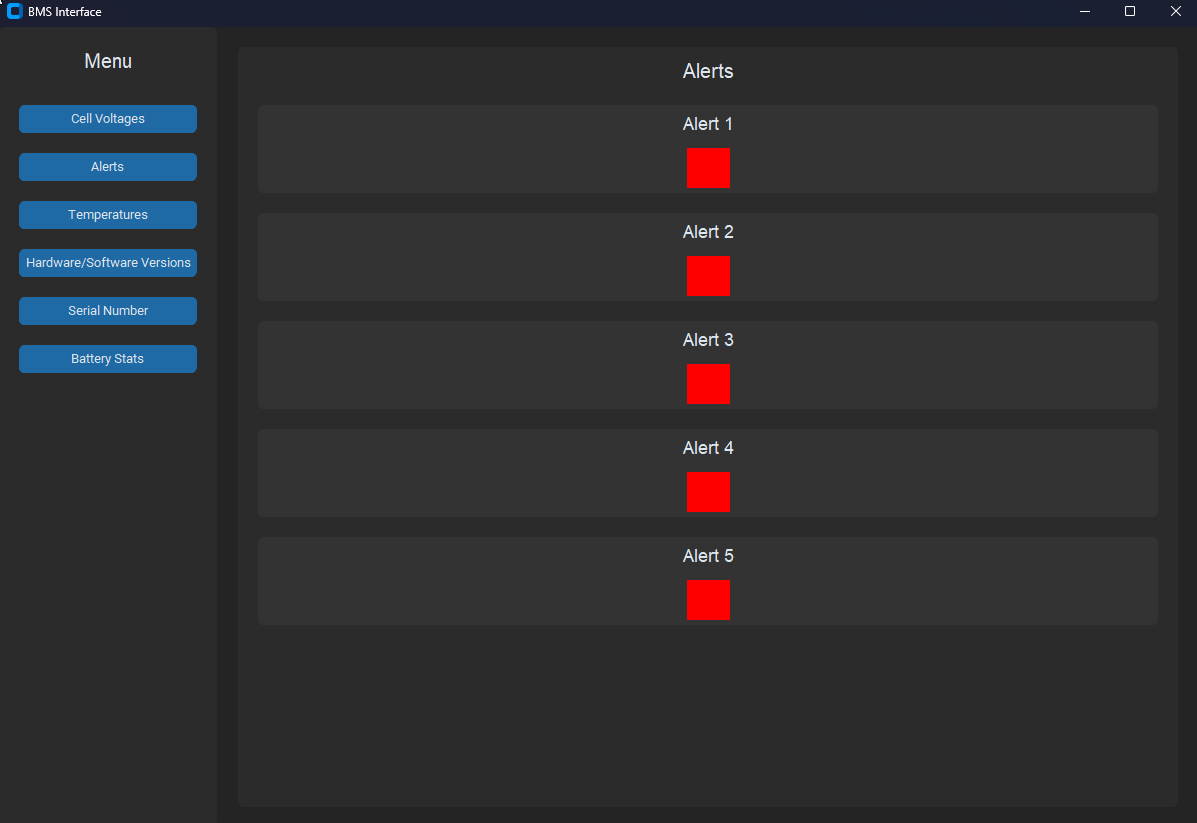 BMS Interface
Menu
Cell Voltages
Alerts
Temperatures
Hardware/Software Versions
Serial Number
Battery Stats
Alerts
Alert 1
Alert 2
Alert 3
Alert 4
Alert 5